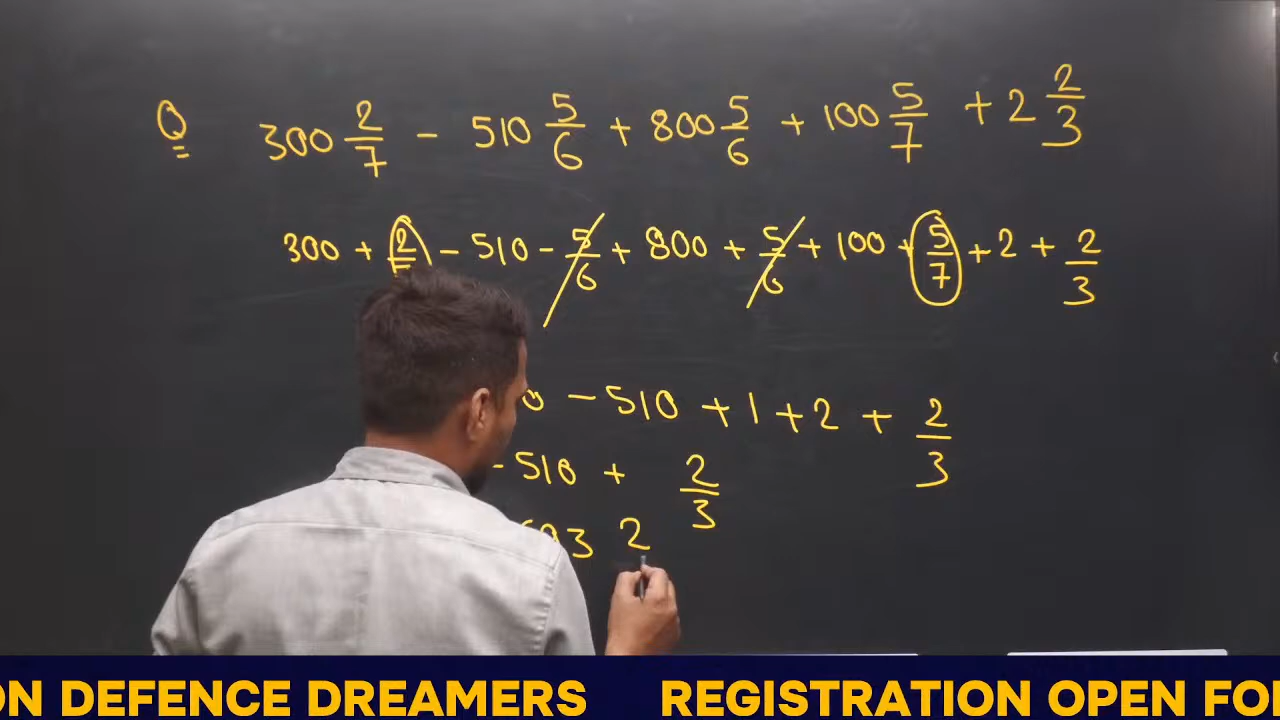 Q 300 2/7 - 510 5/6 + 800 5/6 + 100 5/7 + 2 2/3
300 + 2/7 - 510 - 5/6 + 800 + 5/6 + 100 + 5/7 + 2 + 2/3
0 - 510 + 1 + 2 + 2/3
- 510 + 2/3
693 2
ON DEFENCE DREAMERS REGISTRATION OPEN FO